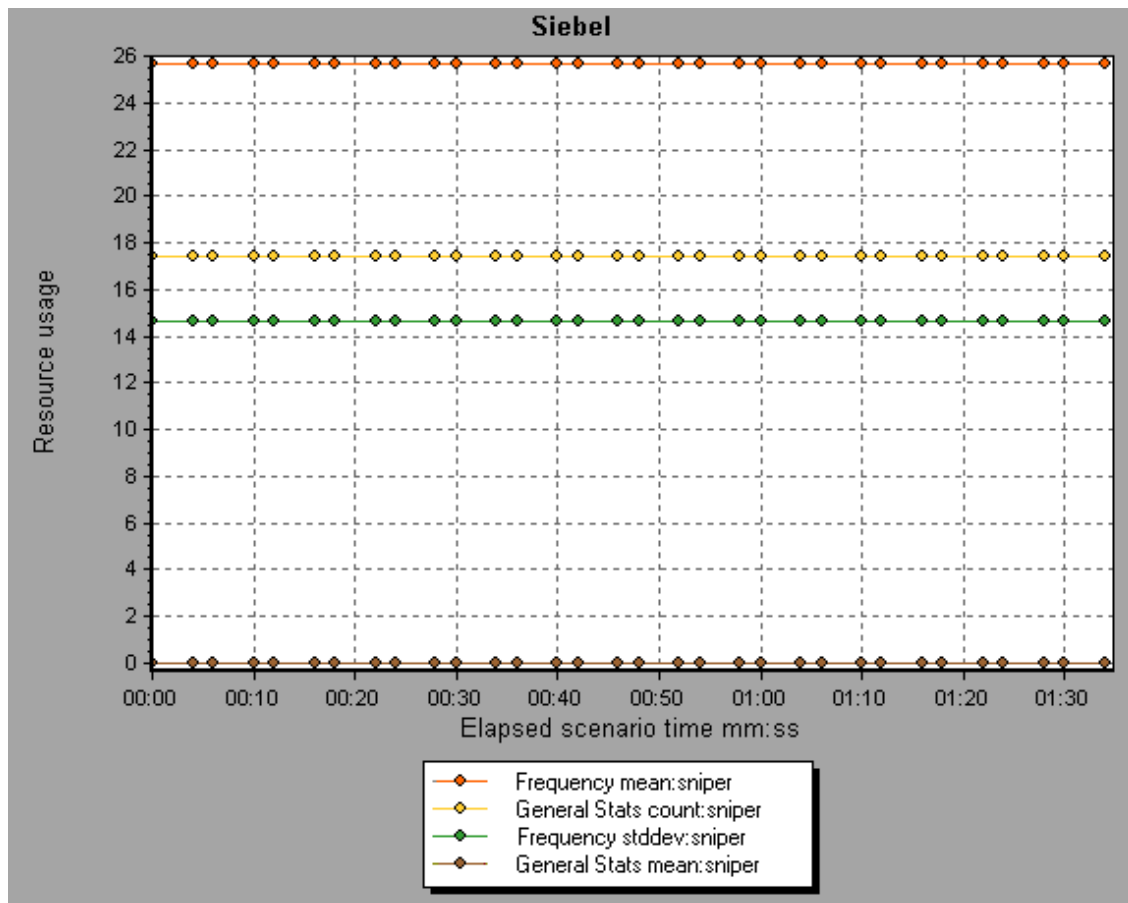 Siebel
26
24
22
20
18
16
14
12
10
8
6
4
2
0
Resource usage
00:00 00:10 00:20 00:30 00:40 00:50 01:00 01:10 01:20 01:30
Elapsed scenario time mm:ss
Frequency mean:sniper
General Stats count:sniper
Frequency stddev:sniper
General Stats mean:sniper